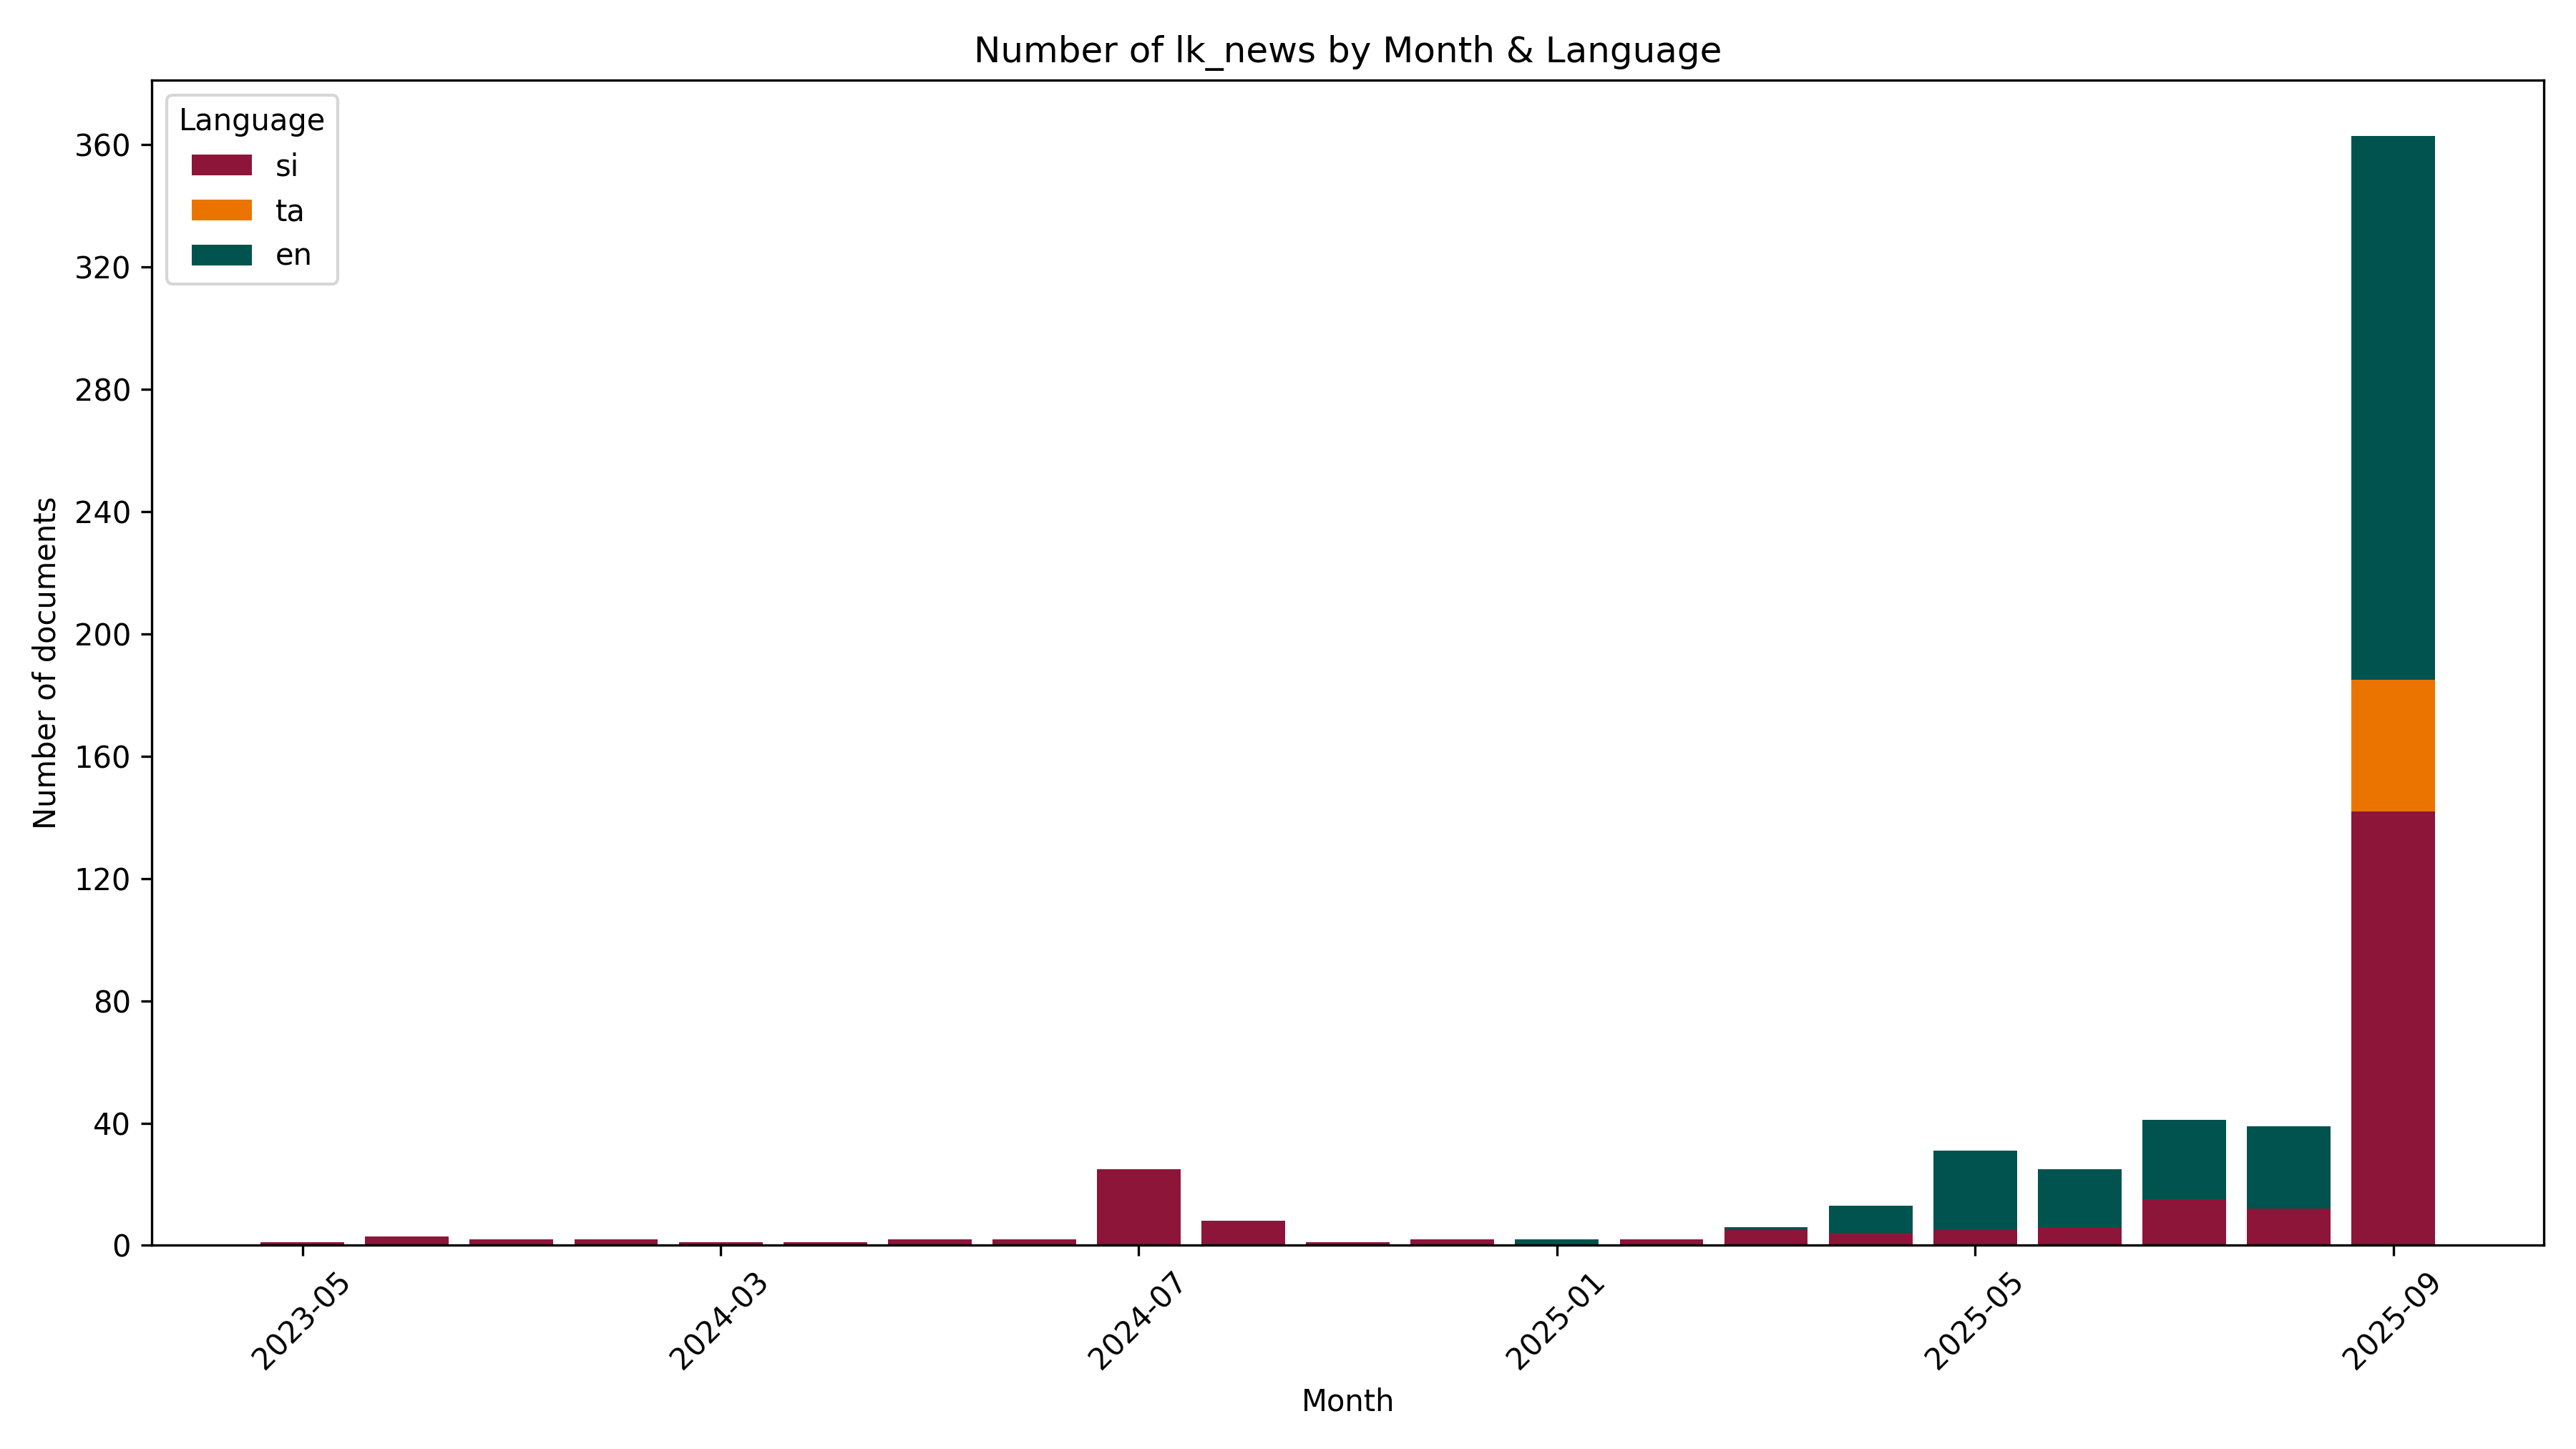 Number of lk_news by Month & Language
Language
si
ta
en
Number of documents
360
320
280
240
200
160
120
80
40
0
2023-05
2024-03
2024-07
2025-01
2025-05
2025-09
Month